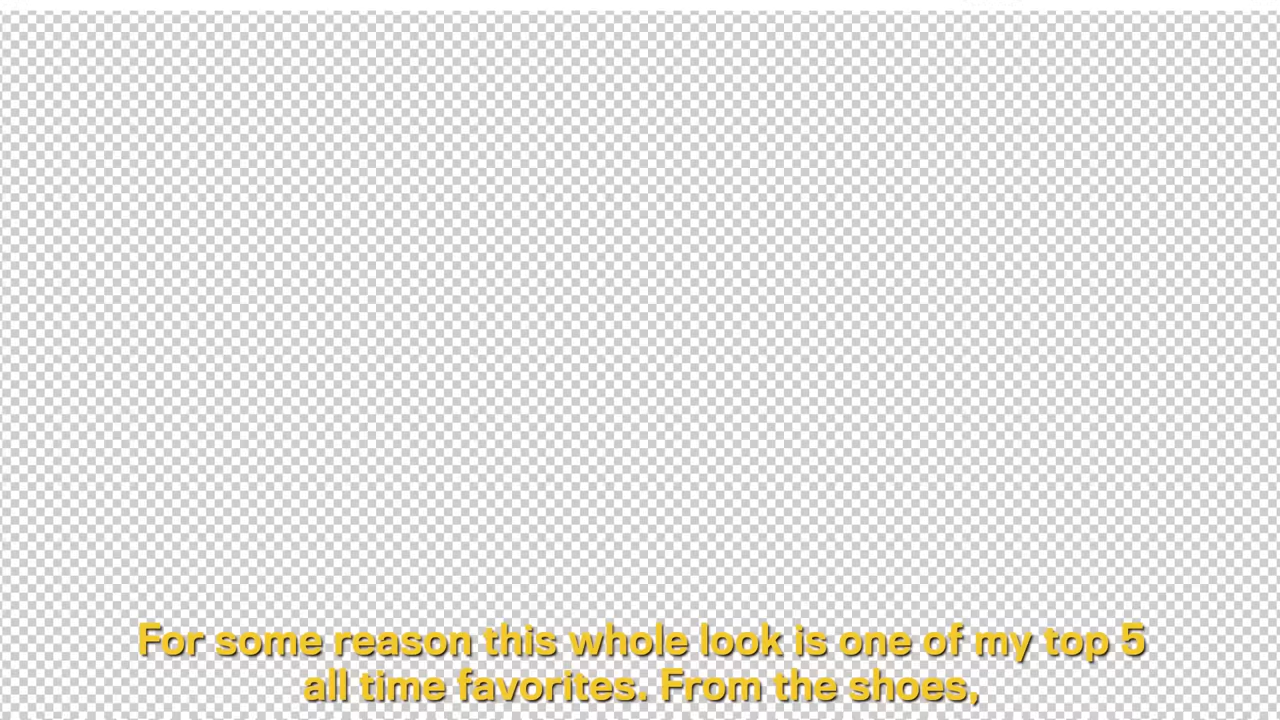 For some reason this whole look is one of my top 5
all time favorites. From the shoes,